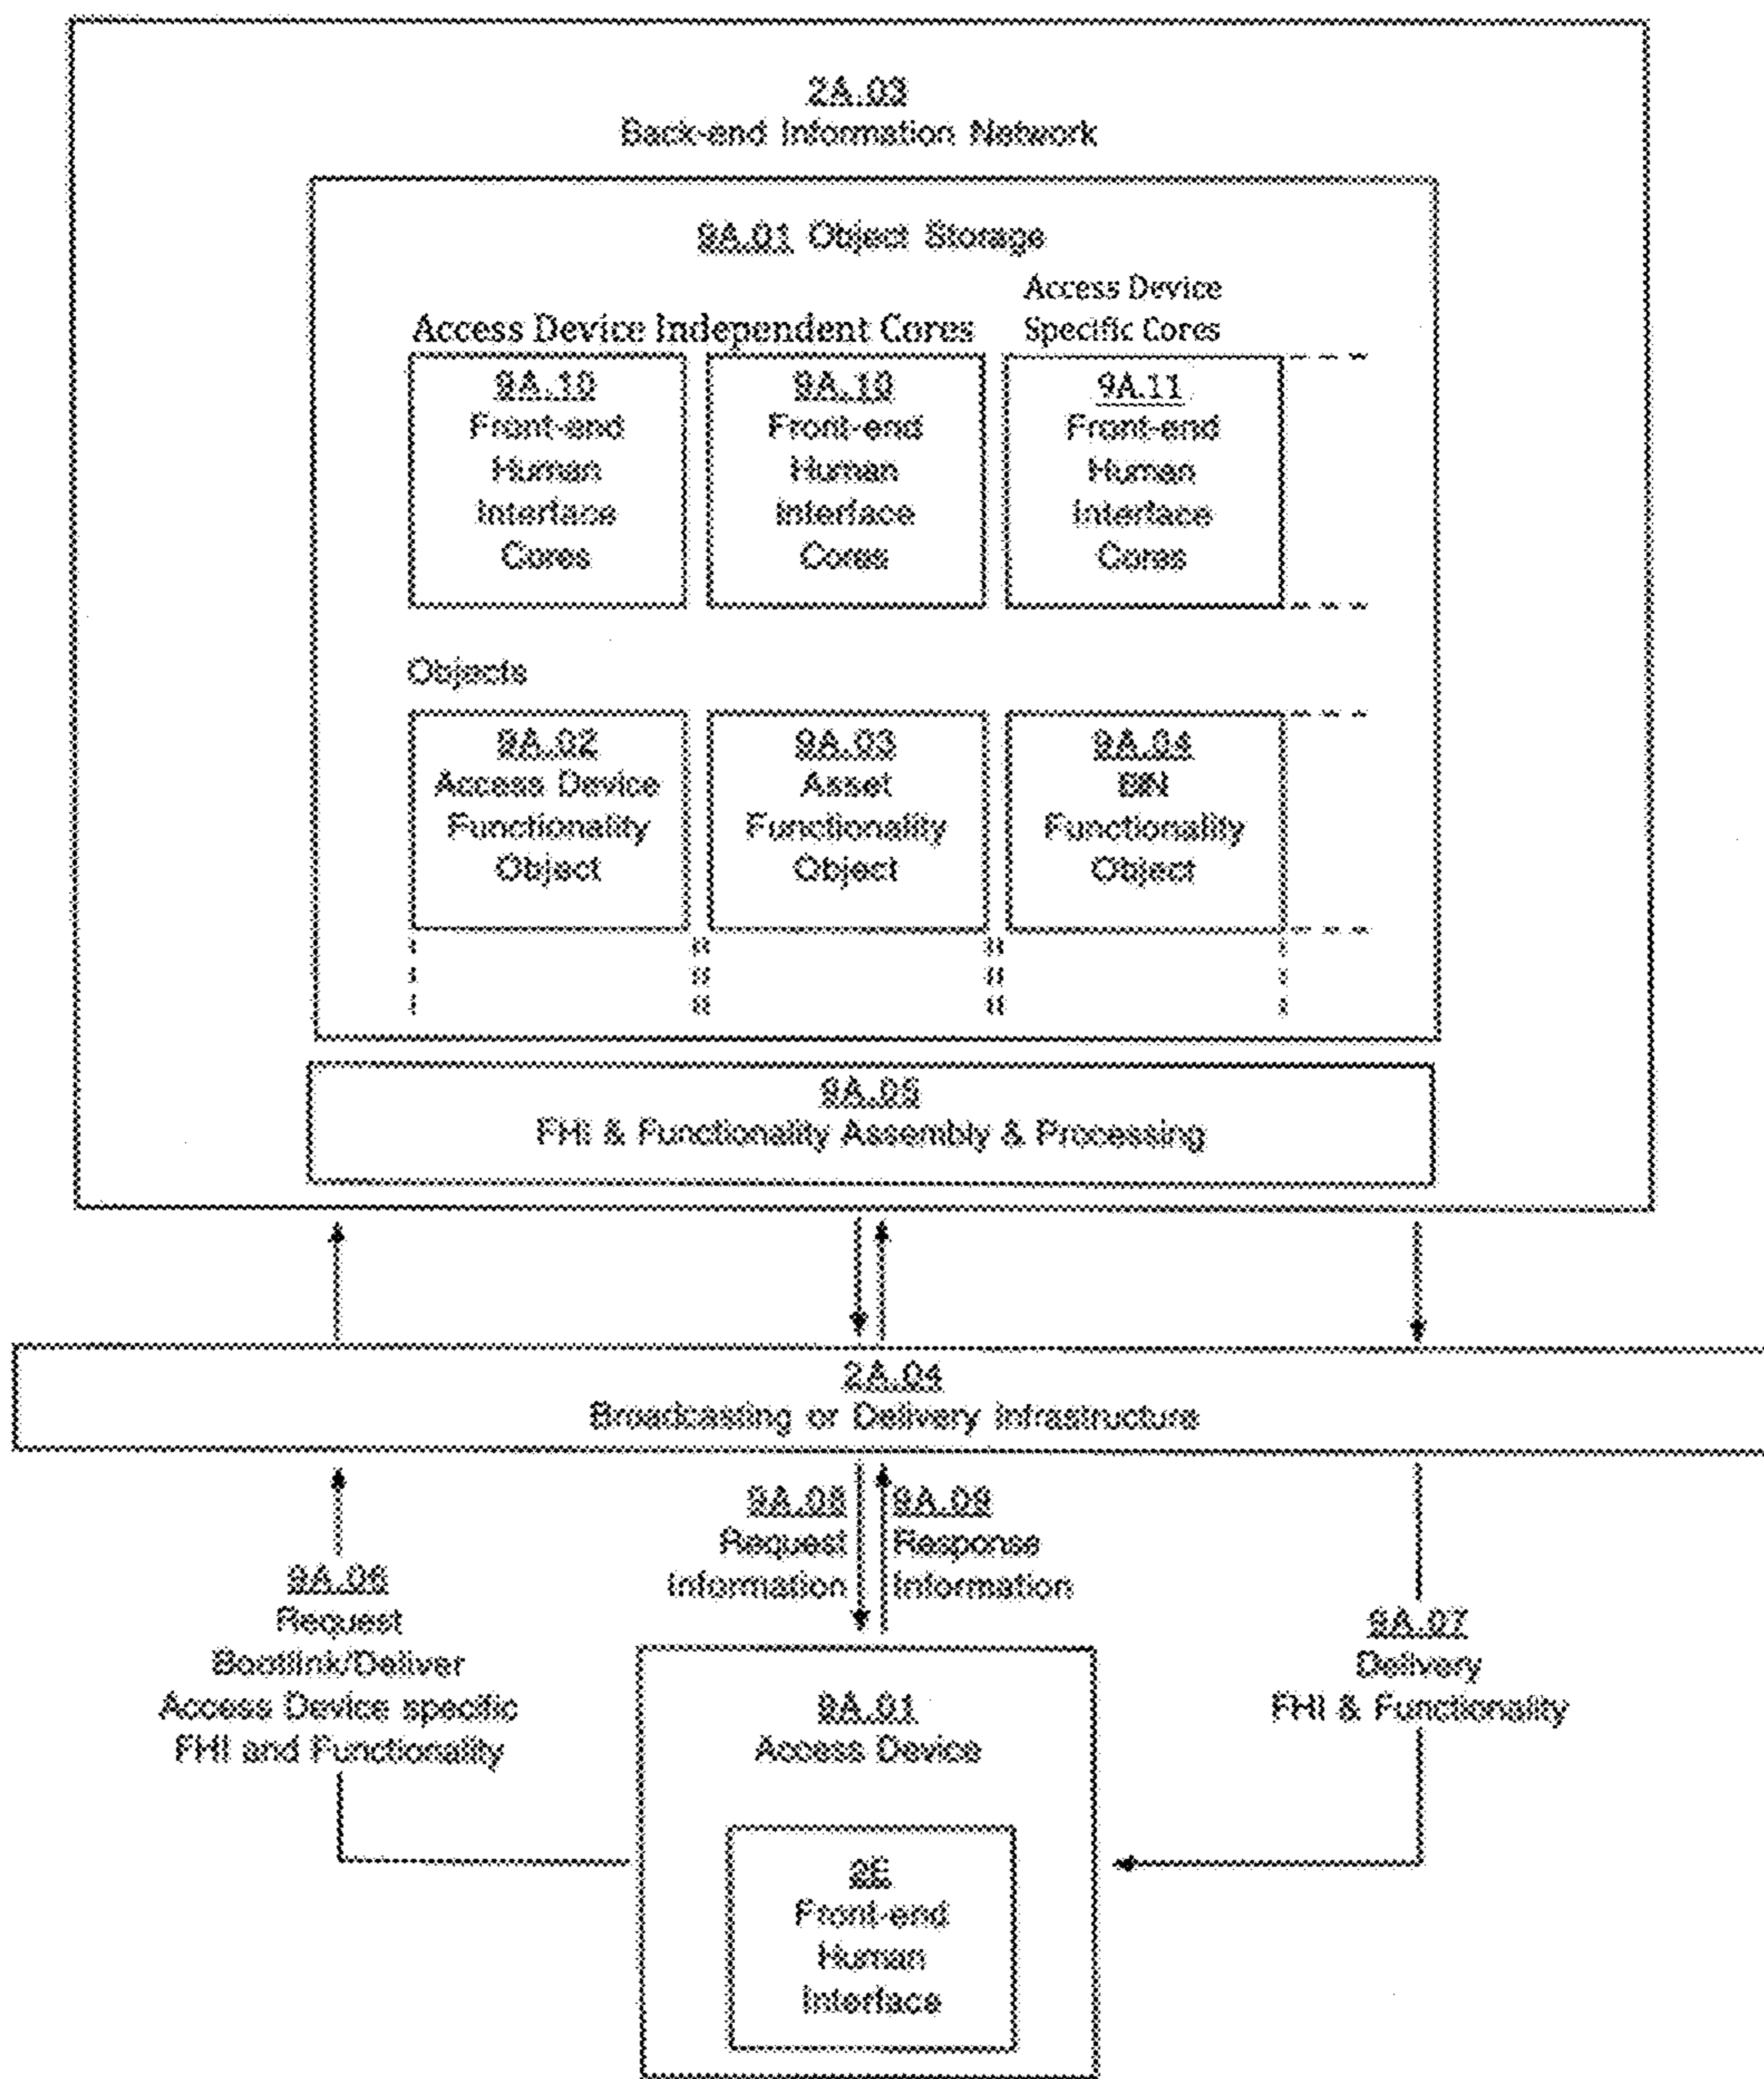 2A.03
Back-end Information Network
9A.01 Object Storage
Access Device Independent Cores
Access Device
Specific Cores
9A.10
Front-end
Human
Interface
Cores
9A.10
Front-end
Human
Interface
Cores
9A.11
Front-end
Human
Interface
Cores
Objects
9A.02
Access Device
Functionality
Object
9A.03
Asset
Functionality
Object
9A.04
BIN
Functionality
Object
9A.05
FHI & Functionality Assembly & Processing
2A.04
Broadcasting or Delivery Infrastructure
9A.08
Request
Information
9A.09
Response
Information
9A.06
Request
Bootlink/Deliver
Access Device specific
FHI and Functionality
9A.07
Delivery
FHI & Functionality
9A.01
Access Device
2E
Front-end
Human
Interface